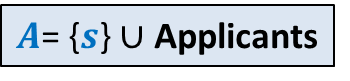 A= {s} ∪ Applicants